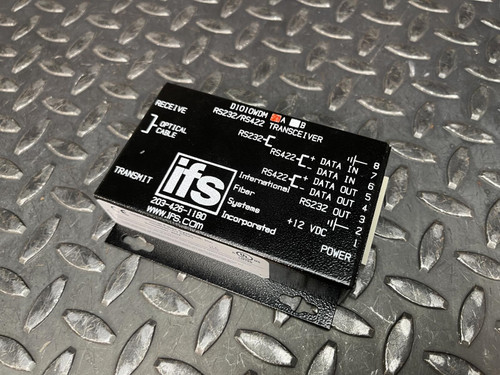 D1010WDM A B
RS232/RS422 TRANSCEIVER
RECEIVE
OPTICAL
CABLE
TRANSMIT
ifs
International
Fiber
Systems
Incorporated
203-426-1180
www.IFS.com
8
RS232 DATA IN 7
RS422 + DATA IN 6
- DATA OUT 5
RS422 + DATA OUT 4
RS232 OUT 3
2
+12 VDC 1
POWER